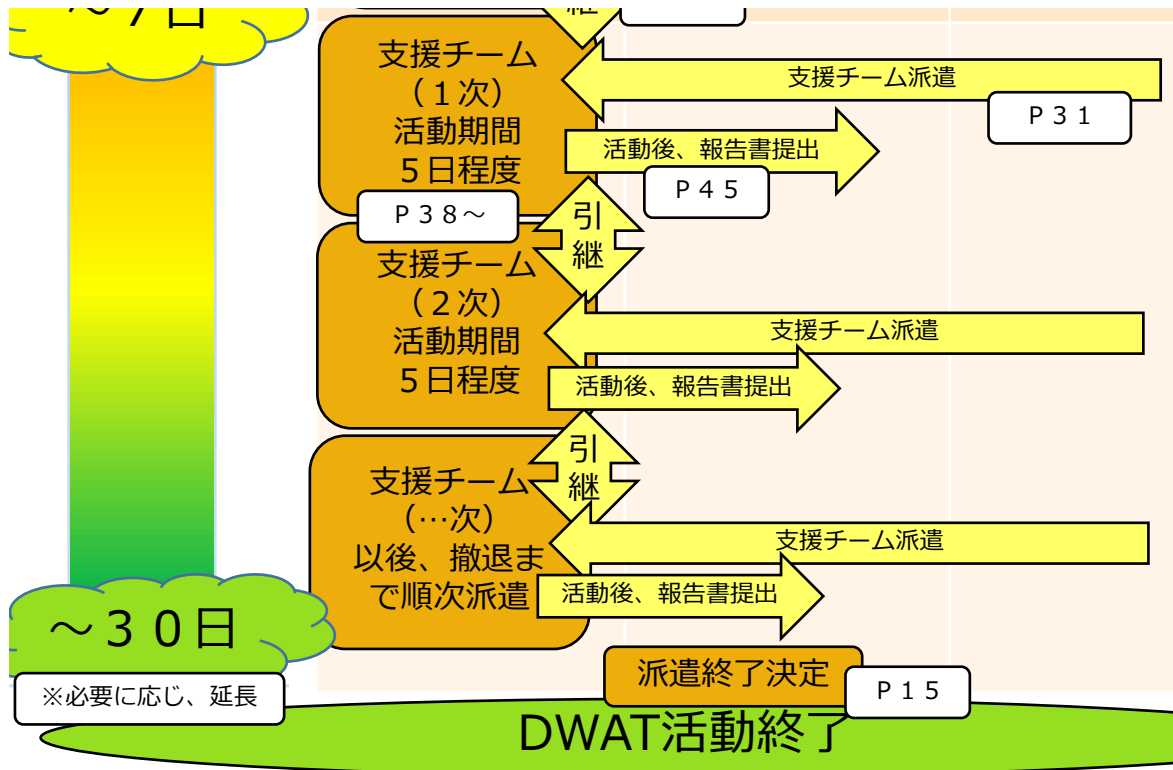 ～７日
継
支援チーム
（１次）
活動期間
５日程度
支援チーム派遣
Ｐ３１
活動後、報告書提出
Ｐ４５
Ｐ３８～
引
継
支援チーム
（２次）
活動期間
５日程度
支援チーム派遣
活動後、報告書提出
引
継
支援チーム
（…次）
以後、撤退ま
で順次派遣
支援チーム派遣
活動後、報告書提出
～３０日
※必要に応じ、延長
派遣終了決定
Ｐ１５
DWAT活動終了